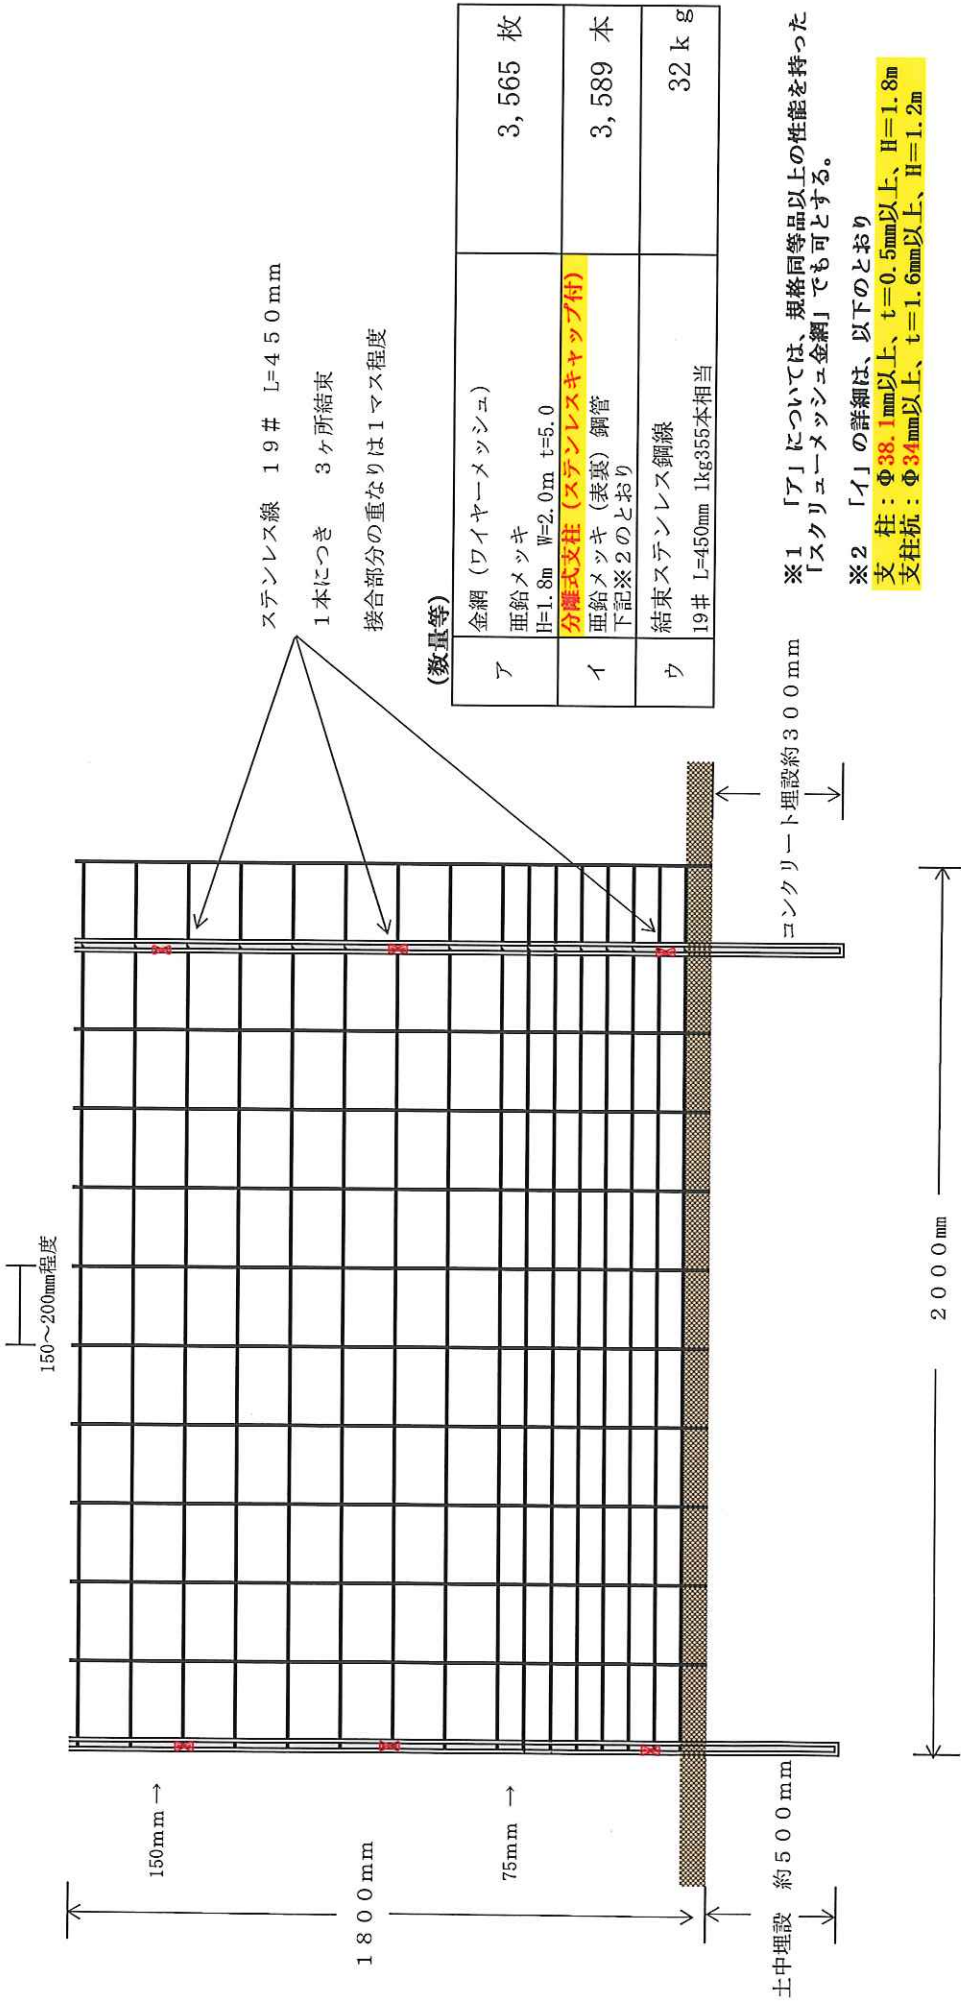 150～200mm程度
150mm →
75mm →
1800mm
土中埋設　約500mm
2000mm
コンクリート埋設約300mm
ステンレス線　19＃　L=450mm
1本につき　3ヶ所結束
接合部分の重なりは1マス程度
(数量等)
ア
金網（ワイヤーメッシュ）
亜鉛メッキ
H=1.8m　W=2.0m　t=5.0
3,565 枚
イ
分離式支柱（ステンレスキャップ付）
亜鉛メッキ（表裏）鋼管
下記※2のとおり
3,589 本
ウ
結束ステンレス鋼線
19＃ L=450mm 1kg355本相当
32ｋｇ
※1　「ア」については、規格同等品以上の性能を持った
「スクリューメッシュ金網」でも可とする。
※2　「イ」の詳細は、以下のとおり
支　柱：Φ38.1mm以上、t=0.5mm以上、H=1.8m
支柱杭：Φ34mm以上、t=1.6mm以上、H=1.2m